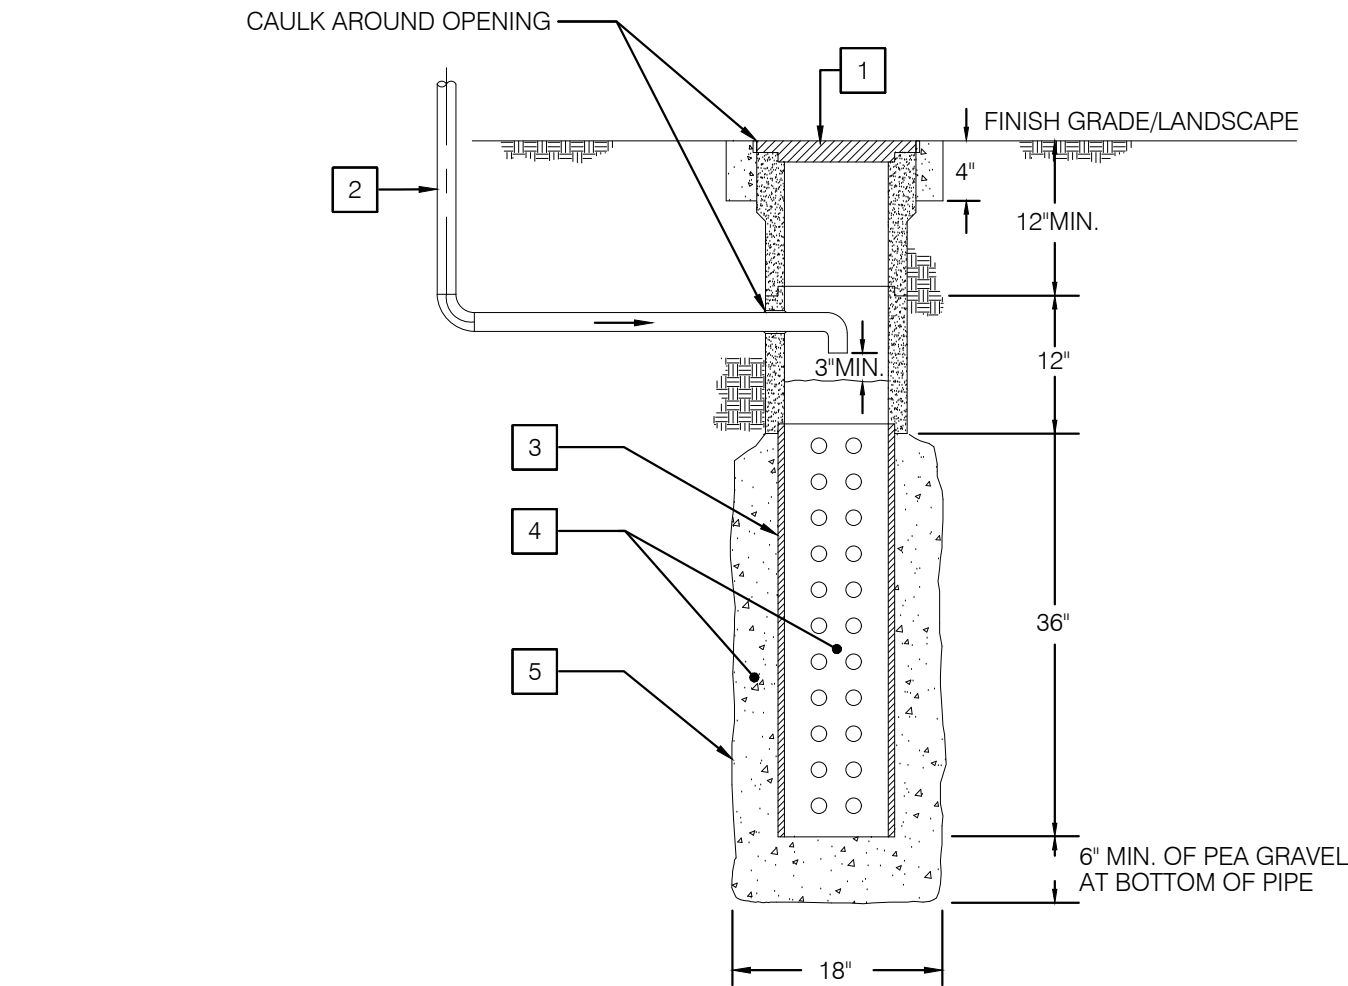 CAULK AROUND OPENING
1
FINISH GRADE/LANDSCAPE
4"
2
12"MIN.
12"
3"MIN.
3
4
36"
5
6" MIN. OF PEA GRAVEL
AT BOTTOM OF PIPE
18"